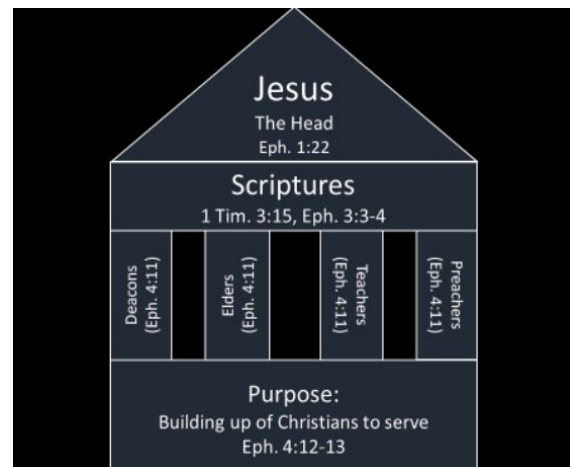 Jesus
The Head
Eph. 1:22
Scriptures
1 Tim. 3:15, Eph. 3:3-4
Deacons
(Eph. 4:11)
Elders
(Eph. 4:11)
Teachers
(Eph. 4:11)
Preachers
(Eph. 4:11)
Purpose:
Building up of Christians to serve
Eph. 4:12-13